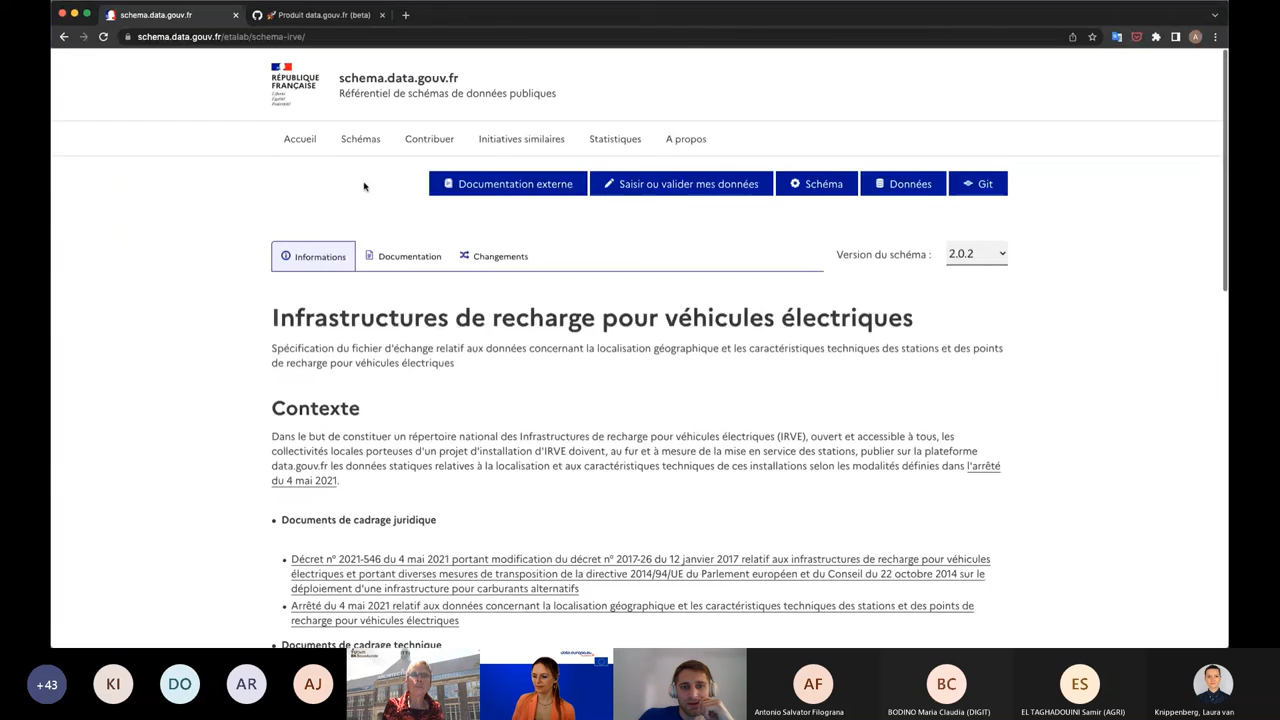 schema.data.gouv.fr
🚀 Produit data.gouv.fr (beta)
schema.data.gouv.fr/etalab/schema-irve/
A
RÉPUBLIQUE
FRANÇAISE
Liberté
Égalité
Fraternité
schema.data.gouv.fr
Référentiel de schémas de données publiques
Accueil
Schémas
Contribuer
Initiatives similaires
Statistiques
A propos
Documentation externe
Saisir ou valider mes données
Schéma
Données
Git
Informations
Documentation
Changements
Version du schéma :
2.0.2
Infrastructures de recharge pour véhicules électriques
Spécification du fichier d'échange relatif aux données concernant la localisation géographique et les caractéristiques techniques des stations et des points
de recharge pour véhicules électriques
Contexte
Dans le but de constituer un répertoire national des Infrastructures de recharge pour véhicules électriques (IRVE), ouvert et accessible à tous, les
collectivités locales porteuses d'un projet d'installation d'IRVE doivent, au fur et à mesure de la mise en service des stations, publier sur la plateforme
data.gouv.fr les données statiques relatives à la localisation et aux caractéristiques techniques de ces installations selon les modalités définies dans l'arrêté
du 4 mai 2021.
• Documents de cadrage juridique
• Décret n° 2021-546 du 4 mai 2021 portant modification du décret n° 2017-26 du 12 janvier 2017 relatif aux infrastructures de recharge pour véhicules
électriques et portant diverses mesures de transposition de la directive 2014/94/UE du Parlement européen et du Conseil du 22 octobre 2014 sur le
déploiement d'une infrastructure pour carburants alternatifs
• Arrêté du 4 mai 2021 relatif aux données concernant la localisation géographique et les caractéristiques techniques des stations et des points de
recharge pour véhicules électriques
• Documents de cadrage technique
+43
KI
DO
AR
AJ
data.europa.eu
AF
Antonio Salvator Filograna
BC
BODINO Maria Claudia (DIGIT)
ES
EL TAGHADOUINI Samir (AGRI)
Knippenberg, Laura van